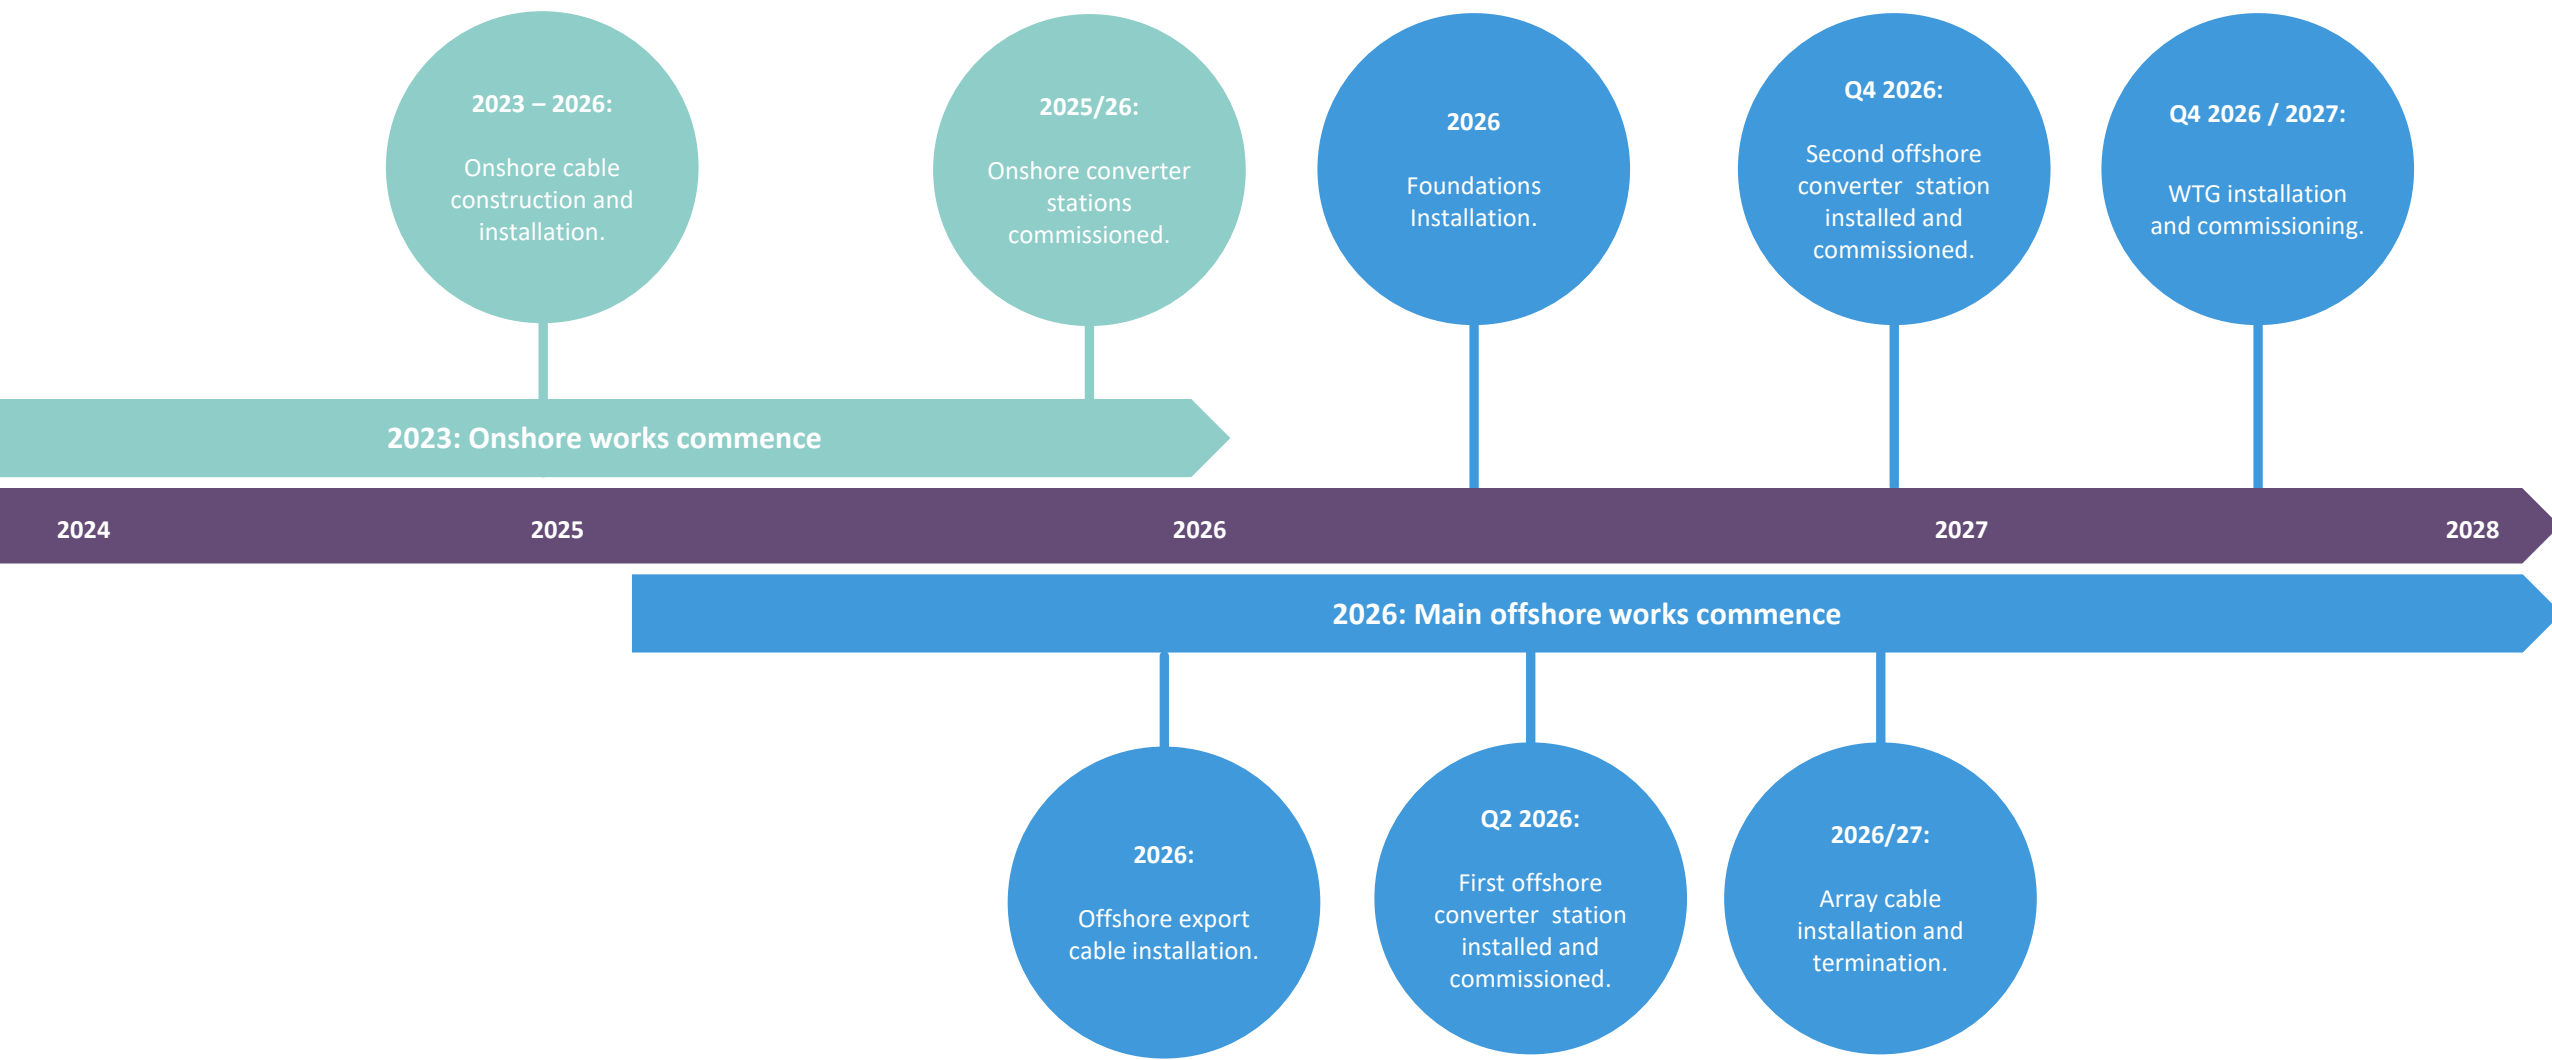 2023 – 2026:
Onshore cable
construction and
installation.
2025/26:
Onshore converter
stations
commissioned.
2026
Foundations
Installation.
Q4 2026:
Second offshore
converter  station
installed and
commissioned.
Q4 2026 / 2027:
WTG installation
and commissioning.
2023: Onshore works commence
2024
2025
2026
2027
2028
2026: Main offshore works commence
2026:
Offshore export
cable installation.
Q2 2026:
First offshore
converter  station
installed and
commissioned.
2026/27:
Array cable
installation and
termination.